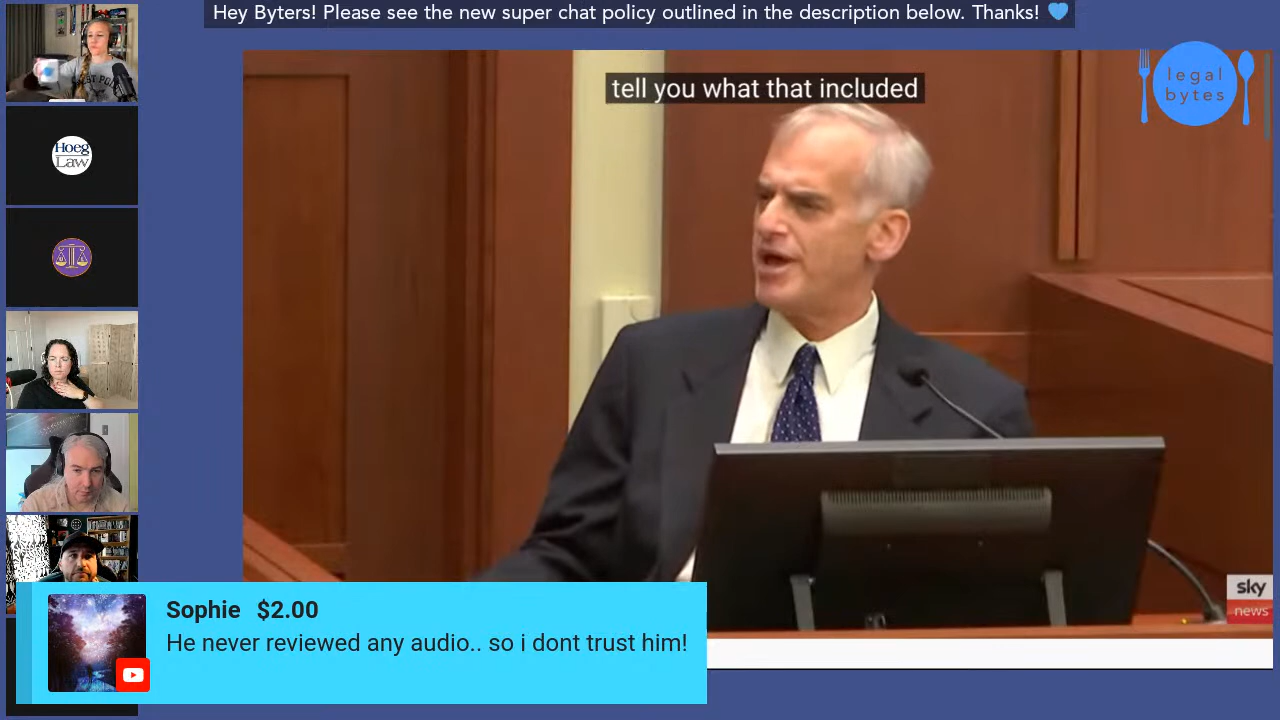 Hey Byters! Please see the new super chat policy outlined in the description below. Thanks!
legal
bytes
tell you what that included
Hoeg
Law
sky
news
Sophie $2.00
He never reviewed any audio.. so i dont trust him!